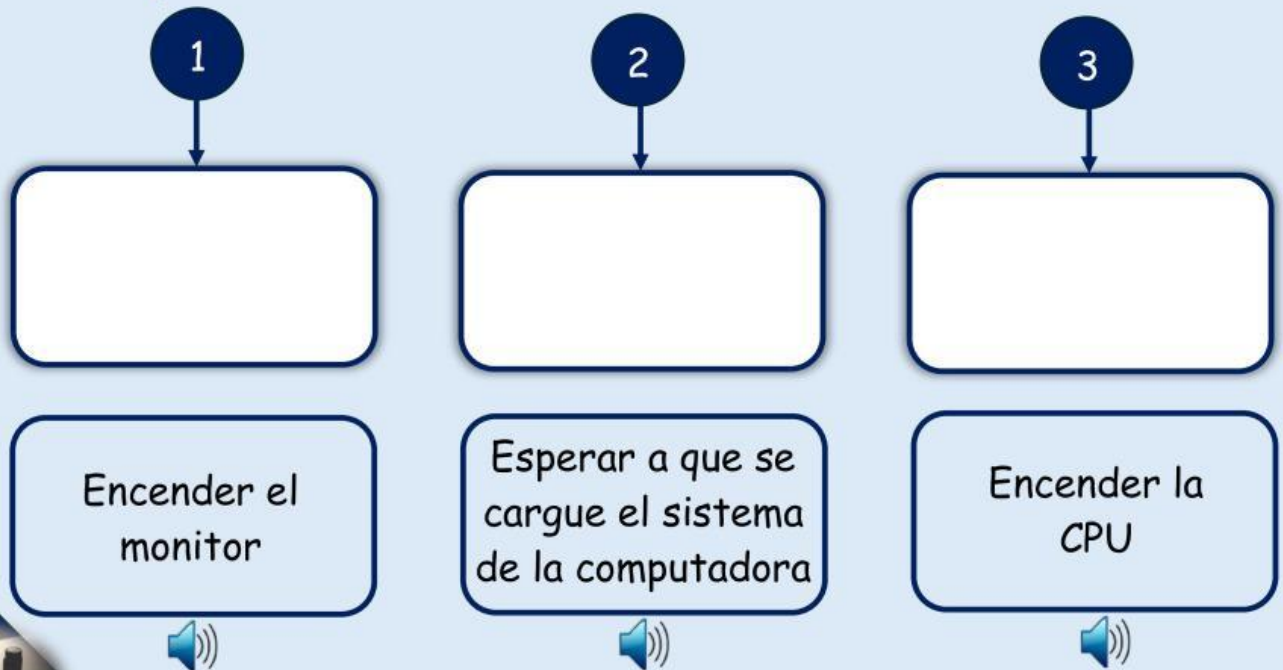 1
2
3
Encender el
monitor
Esperar a que se
cargue el sistema
de la computadora
Encender la
CPU